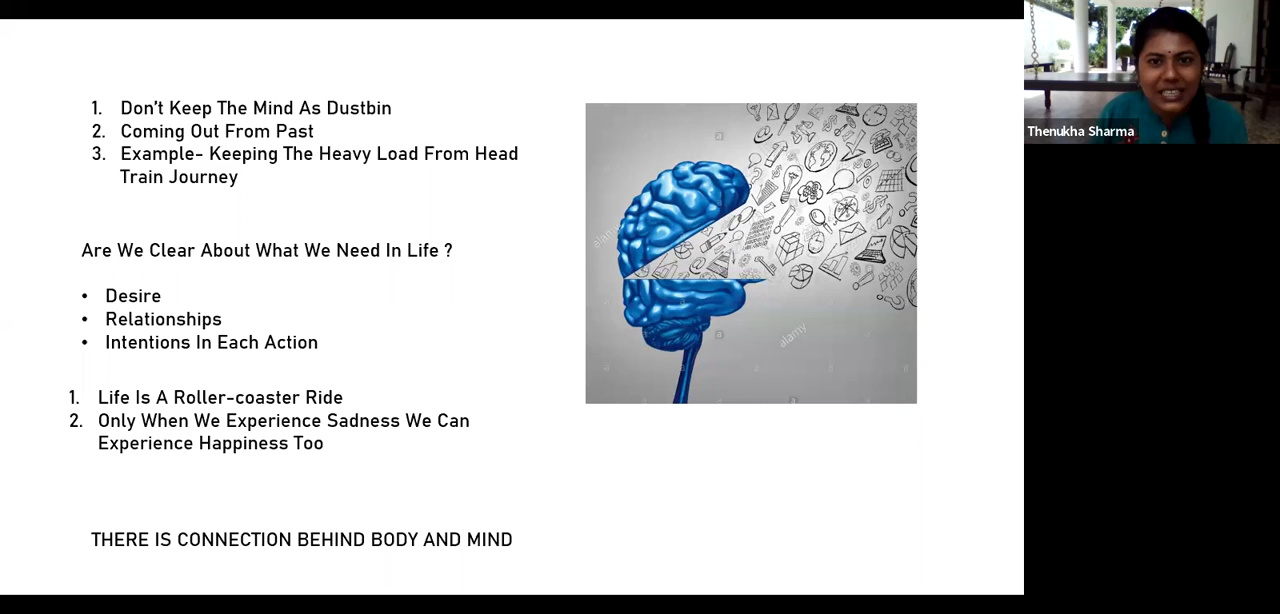 1. Don't Keep The Mind As Dustbin
2. Coming Out From Past
3. Example- Keeping The Heavy Load From Head
Train Journey
Are We Clear About What We Need In Life ?
• Desire
• Relationships
• Intentions In Each Action
1. Life Is A Roller-coaster Ride
2. Only When We Experience Sadness We Can
Experience Happiness Too
THERE IS CONNECTION BEHIND BODY AND MIND
alamy
alamy
Thenukha Sharma